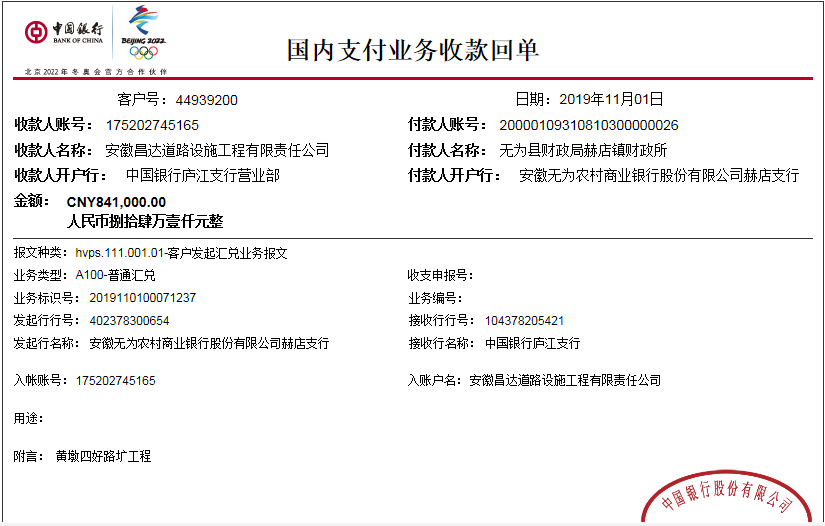 中国银行
BANK OF CHINA
BEIJING 2022
北京2022年冬奥会官方合作伙伴
国内支付业务收款回单
客户号：44939200 日期：2019年11月01日
收款人账号：175202745165 付款人账号：20000109310810300000026
收款人名称：安徽昌达道路设施工程有限责任公司 付款人名称：无为县财政局赫店镇财政所
收款人开户行：中国银行庐江支行营业部 付款人开户行：安徽无为农村商业银行股份有限公司赫店支行
金额：CNY841,000.00
人民币捌拾肆万壹仟元整
报文种类：hvps.111.001.01-客户发起汇兑业务报文
业务类型：A100-普通汇兑 收支申报号：
业务标识号：2019110100071237 业务编号：
发起行行号：402378300654 接收行行号：104378205421
发起行名称：安徽无为农村商业银行股份有限公司赫店支行 接收行名称：中国银行庐江支行
入帐账号：175202745165 入账户名：安徽昌达道路设施工程有限责任公司
用途：
附言：黄墩四好路圹工程
中国银行股份有限公司